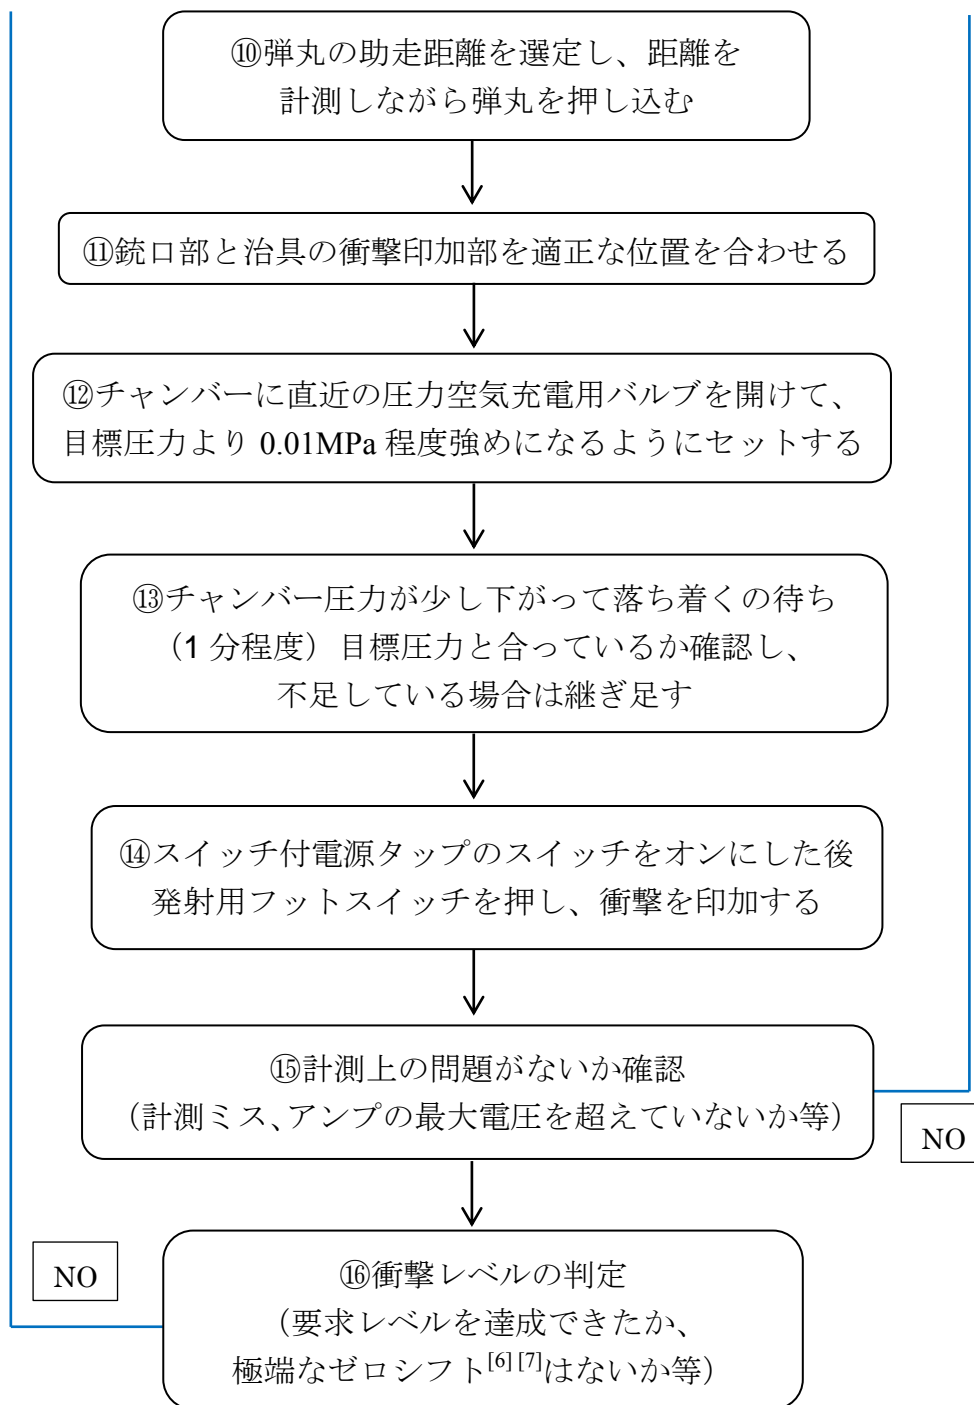 ⑩弾丸の助走距離を選定し、距離を
計測しながら弾丸を押し込む
⑪銃口部と治具の衝撃印加部を適正な位置を合わせる
⑫チャンバーに直近の圧力空気充電用バルブを開けて、
目標圧力より 0.01MPa 程度強めになるようにセットする
⑬チャンバー圧力が少し下がって落ち着くの待ち
（1 分程度）目標圧力と合っているか確認し、
不足している場合は継ぎ足す
⑭スイッチ付電源タップのスイッチをオンにした後
発射用フットスイッチを押し、衝撃を印加する
⑮計測上の問題がないか確認
（計測ミス、アンプの最大電圧を超えていないか等）
NO
NO
⑯衝撃レベルの判定
（要求レベルを達成できたか、
極端なゼロシフト[6] [7]はないか等）